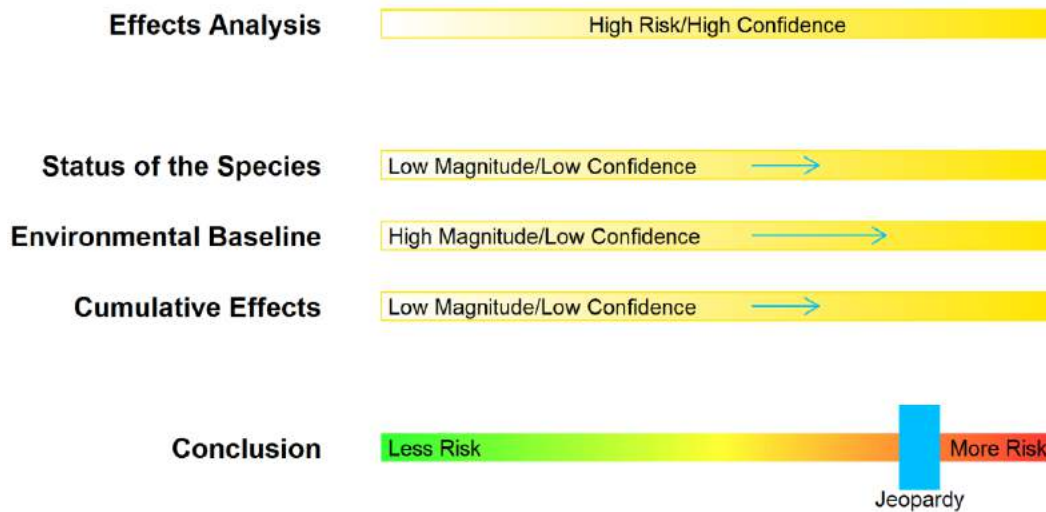 Effects Analysis High Risk/High Confidence
Status of the Species Low Magnitude/Low Confidence
Environmental Baseline High Magnitude/Low Confidence
Cumulative Effects Low Magnitude/Low Confidence
Conclusion Less Risk More Risk
Jeopardy